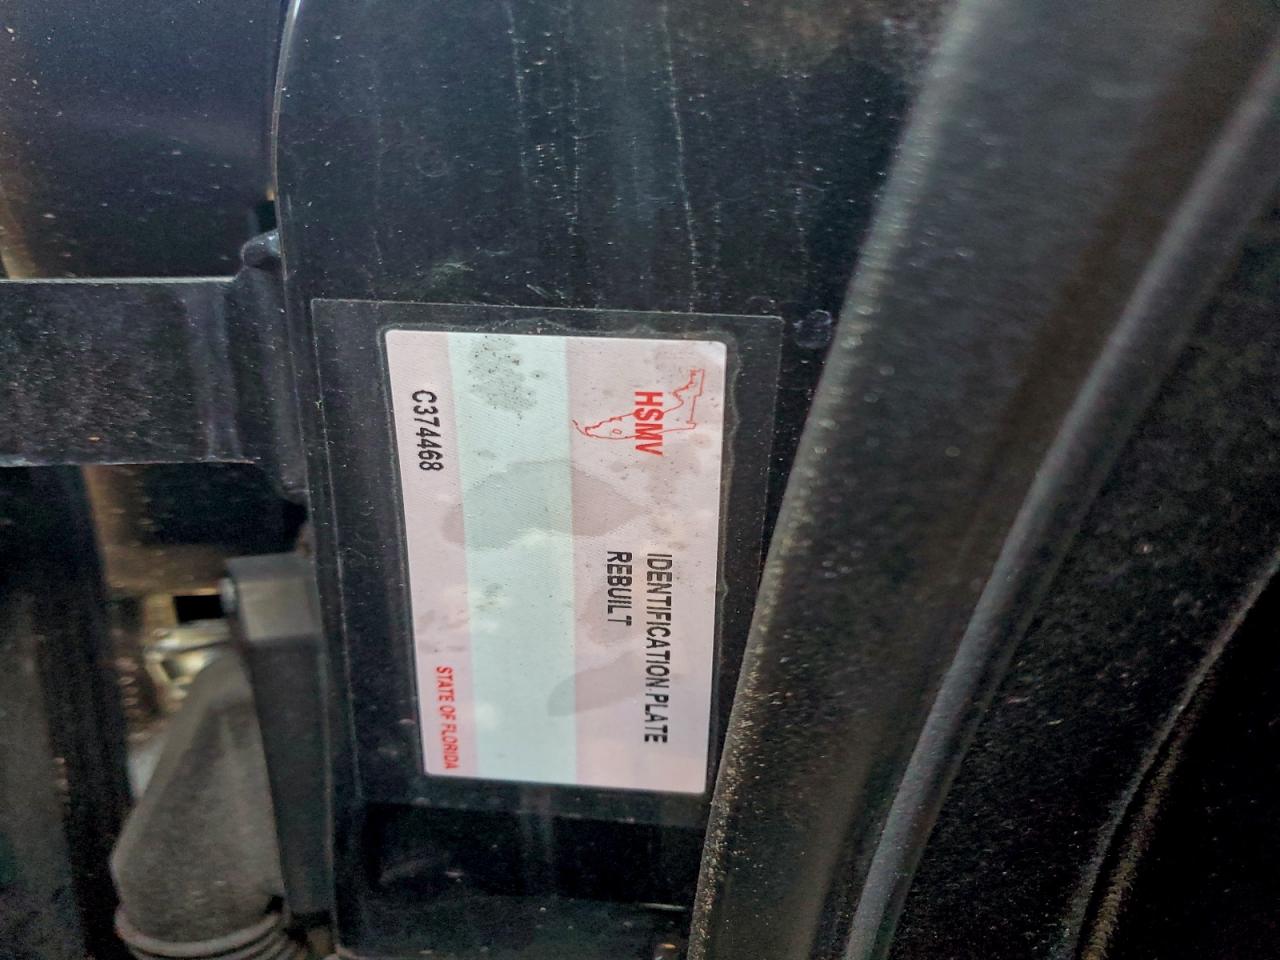 HSMV
IDENTIFICATION PLATE
REBUILT
C374468
STATE OF FLORIDA